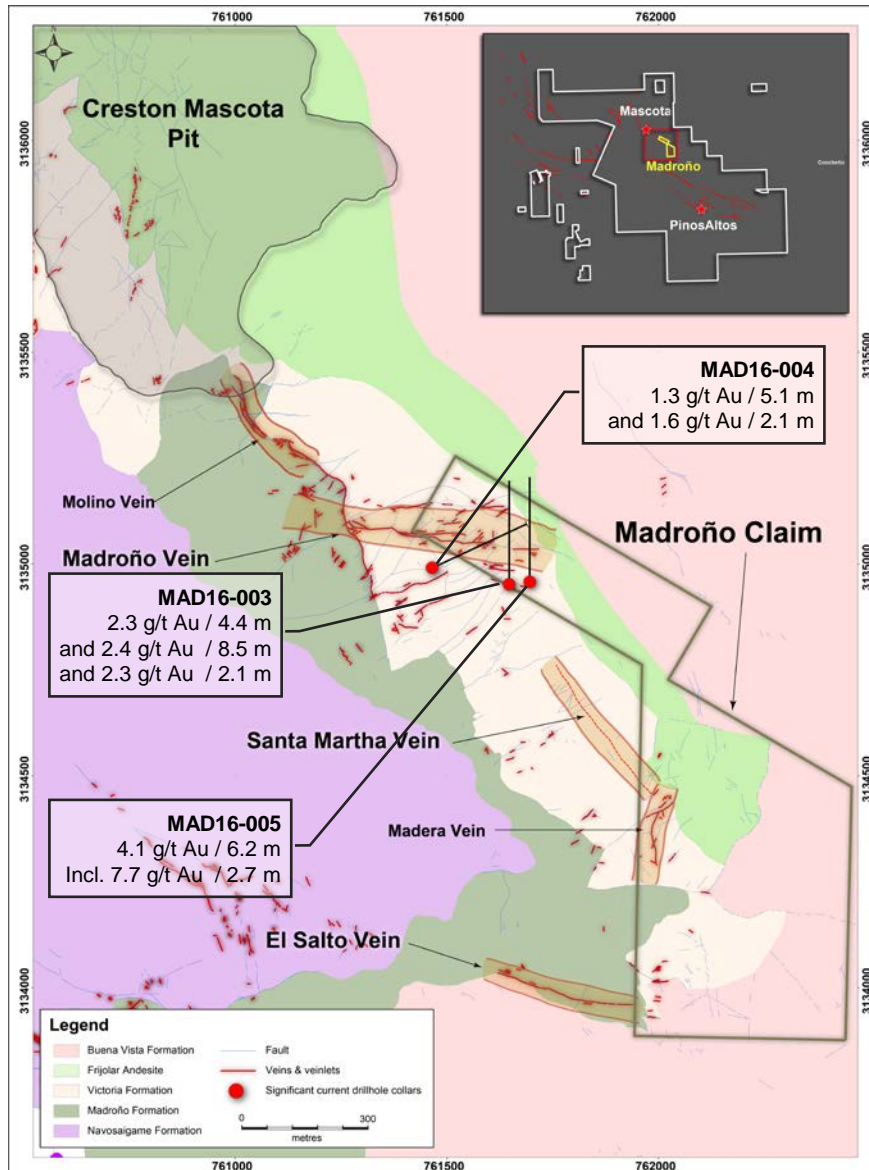 761000
761500
762000
Creston Mascota
Pit
Mascota
Madroño
PinosAltos
3136000
3136000
3135500
3135500
MAD16-004
1.3 g/t Au / 5.1 m
and 1.6 g/t Au / 2.1 m
Molino Vein
Madroño Vein
Madroño Claim
3135000
3135000
MAD16-003
2.3 g/t Au / 4.4 m
and 2.4 g/t Au / 8.5 m
and 2.3 g/t Au / 2.1 m
Santa Martha Vein
3134500
3134500
MAD16-005
4.1 g/t Au / 6.2 m
Incl. 7.7 g/t Au / 2.7 m
Madera Vein
El Salto Vein
3134000
3134000
Legend
Buena Vista Formation
Frijolar Andesite
Victoria Formation
Madroño Formation
Navosaigame Formation
Fault
Veins & veinlets
Significant current drillhole collars
0 300
metres
761000
761500
762000